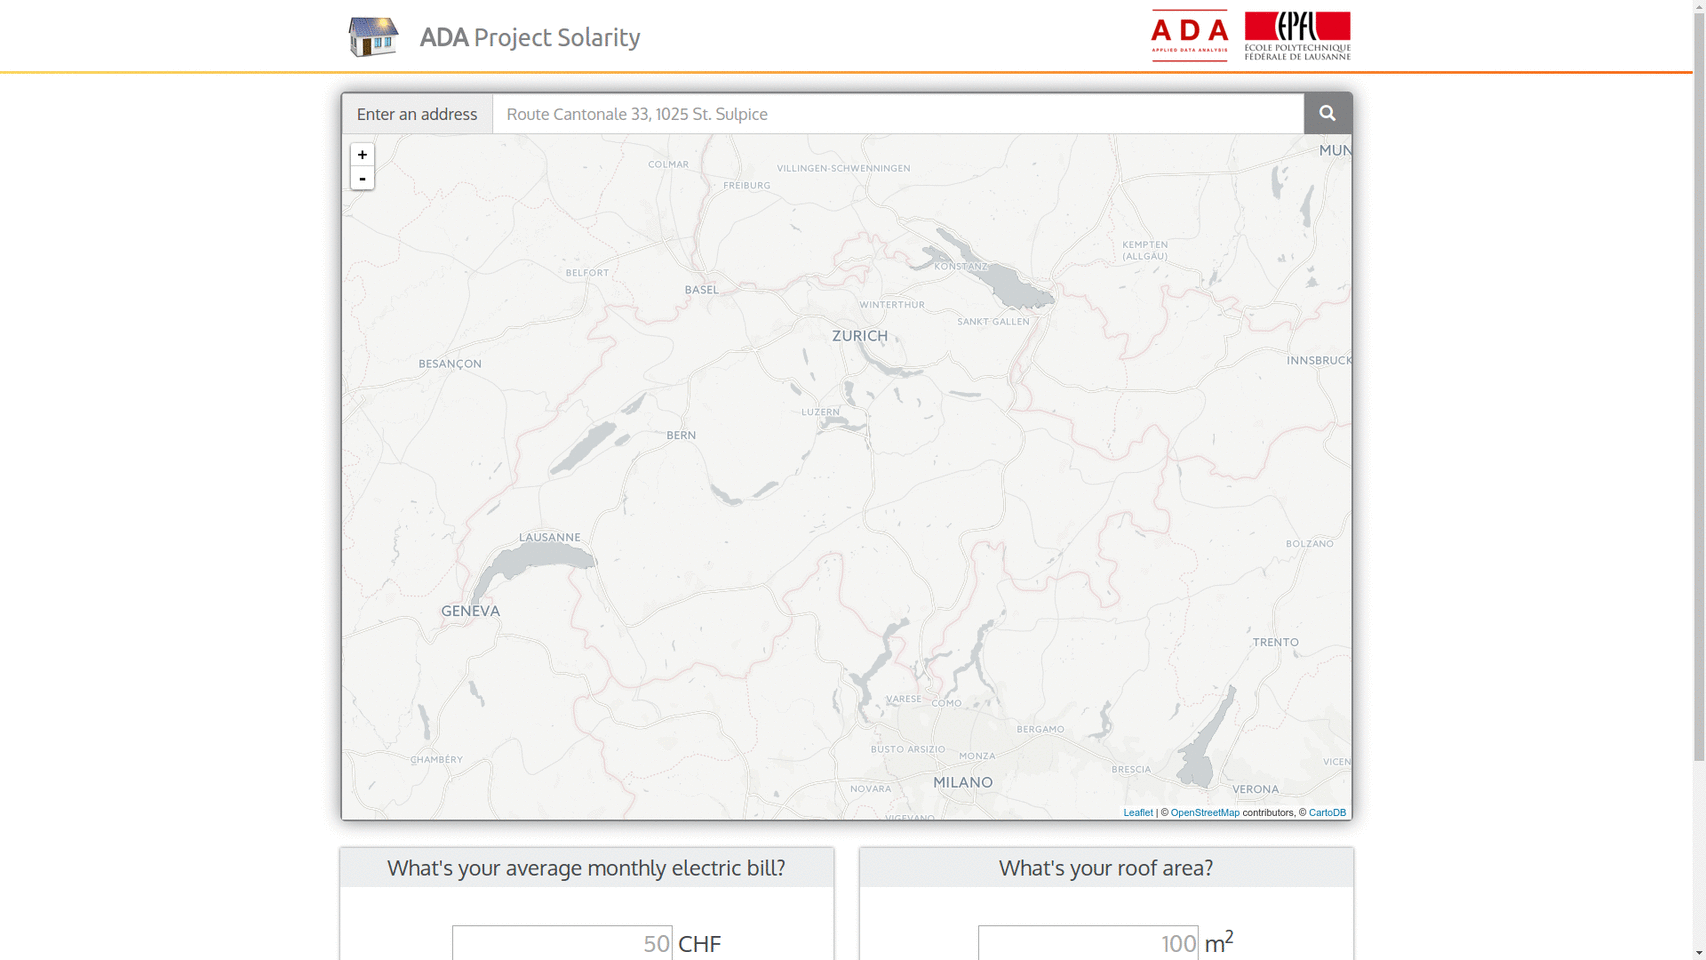 ADA Project Solarity
ADA
APPLIED DATA ANALYSIS
EPFL
ÉCOLE POLYTECHNIQUE
FÉDÉRALE DE LAUSANNE
Enter an address
Route Cantonale 33, 1025 St. Sulpice
+
-
MUN
COLMAR
VILLINGEN-SCHWENNINGEN
FREIBURG
KEMPTEN
(ALLGÄU)
KONSTANZ
BELFORT
BASEL
WINTERTHUR
SANKT GALLEN
ZURICH
BESANÇON
INNSBRUCK
LUZERN
BERN
LAUSANNE
BOLZANO
GENEVA
TRENTO
VARESE
COMO
BERGAMO
BUSTO ARSIZIO
MONZA
CHAMBÉRY
BRESCIA
VICEN
MILANO
NOVARA
VERONA
VIGEVANO
Leaflet | © OpenStreetMap contributors, © CartoDB
What's your average monthly electric bill?
What's your roof area?
50 CHF
100 m²